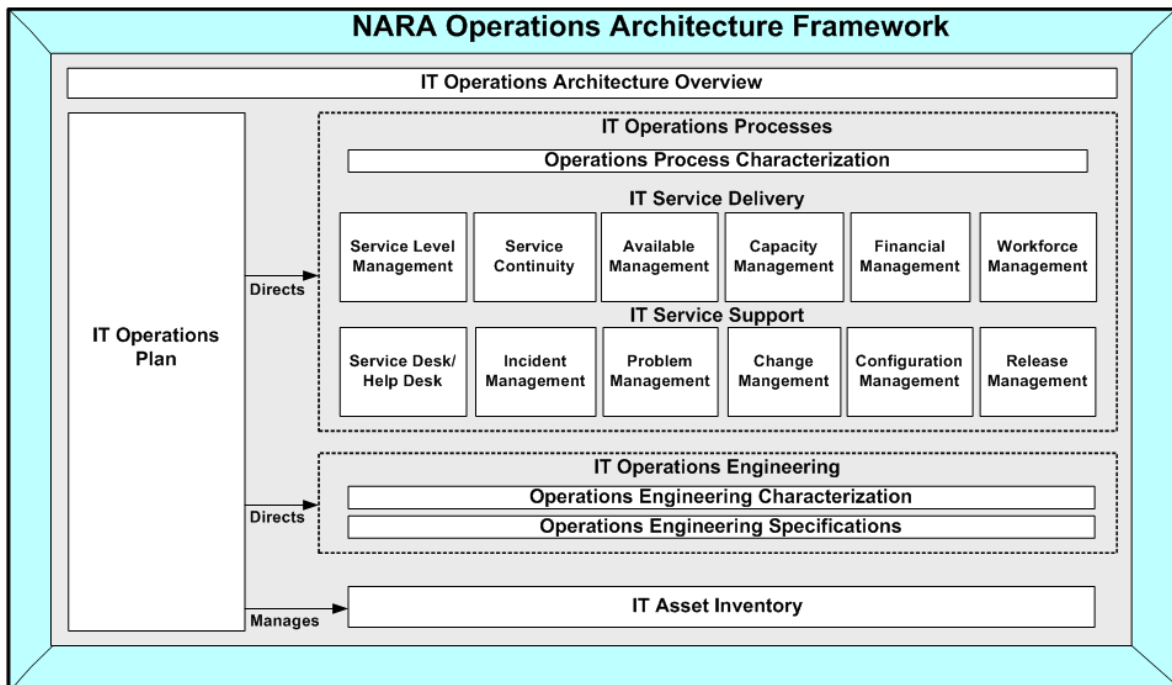 NARA Operations Architecture Framework
IT Operations Architecture Overview
IT Operations
Plan
Directs
Directs
Manages
IT Operations Processes
Operations Process Characterization
IT Service Delivery
Service Level
Management
Service
Continuity
Available
Management
Capacity
Management
Financial
Management
Workforce
Management
IT Service Support
Service Desk/
Help Desk
Incident
Management
Problem
Management
Change
Mangement
Configuration
Management
Release
Management
IT Operations Engineering
Operations Engineering Characterization
Operations Engineering Specifications
IT Asset Inventory